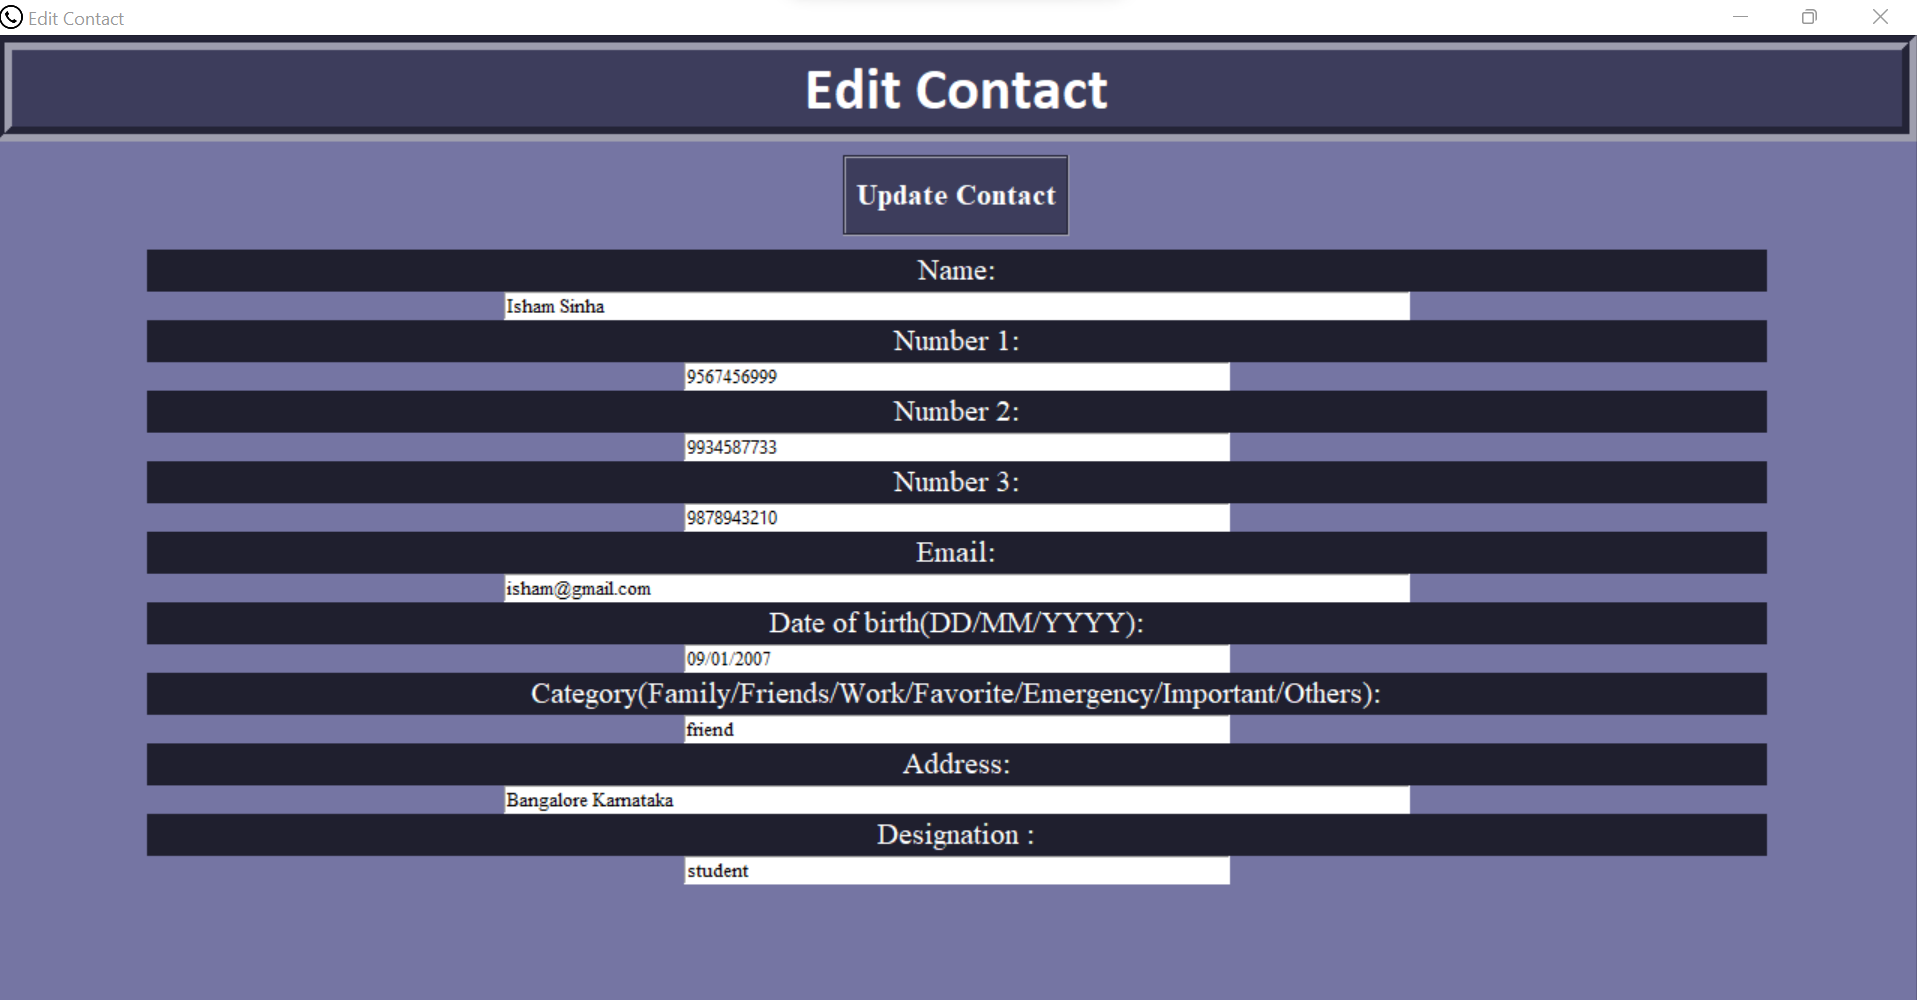 Edit Contact
Edit Contact
Update Contact
Name:
Isham Sinha
Number 1:
9567456999
Number 2:
9934587733
Number 3:
9878943210
Email:
isham@gmail.com
Date of birth(DD/MM/YYYY):
09/01/2007
Category(Family/Friends/Work/Favorite/Emergency/Important/Others):
friend
Address:
Bangalore Karnataka
Designation :
student